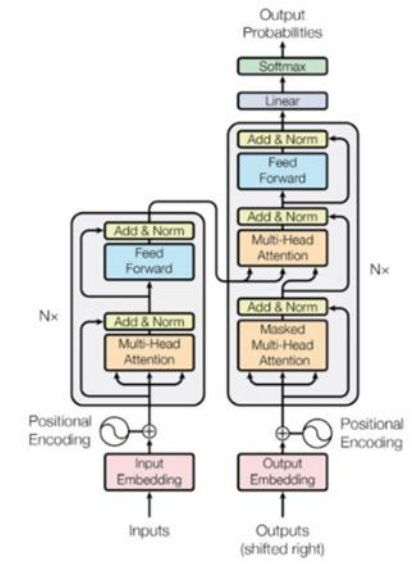 Output
Probabilities
Softmax
Linear
Add & Norm
Feed
Forward
Add & Norm
Multi-Head
Attention
Add & Norm
Masked
Multi-Head
Attention
Nx
Positional
Encoding
Output
Embedding
Outputs
(shifted right)
Add & Norm
Feed
Forward
Add & Norm
Multi-Head
Attention
Nx
Positional
Encoding
Input
Embedding
Inputs